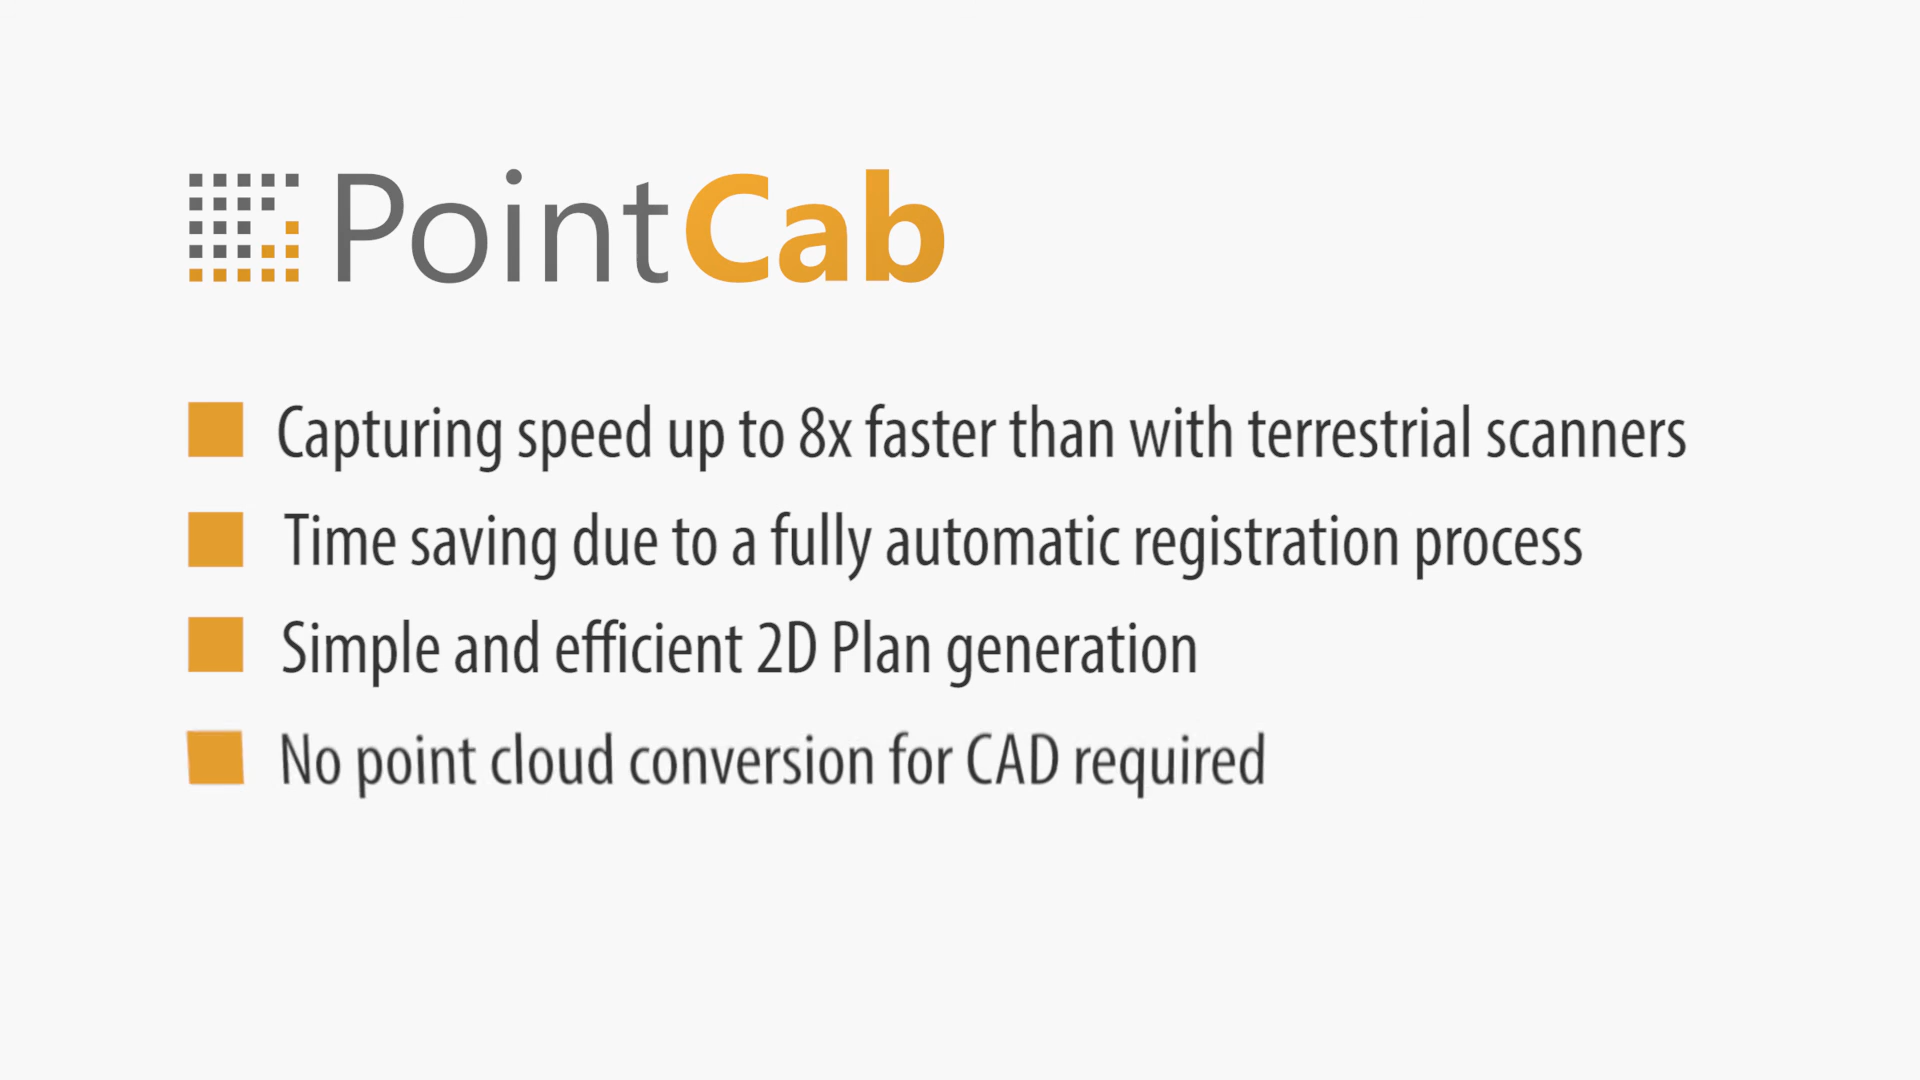 PointCab
Capturing speed up to 8x faster than with terrestrial scanners
Time saving due to a fully automatic registration process
Simple and efficient 2D Plan generation
No point cloud conversion for CAD required